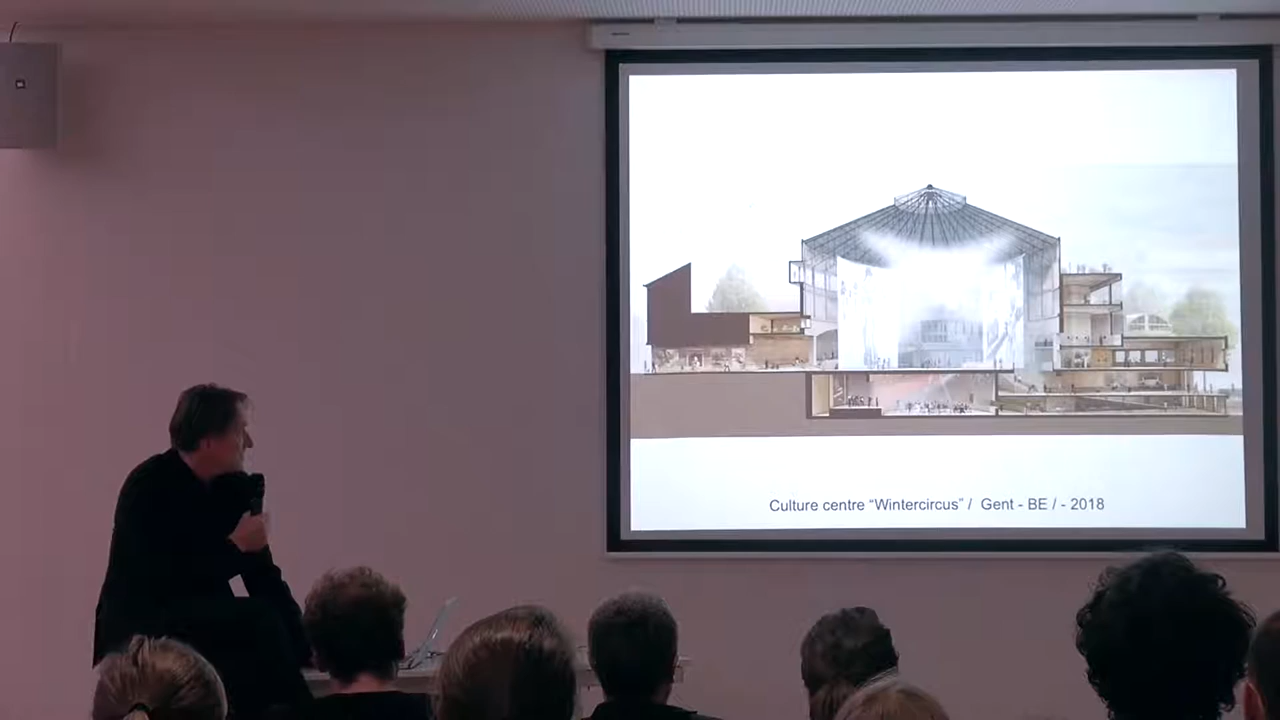 Culture centre “Wintercircus” / Gent - BE / - 2018